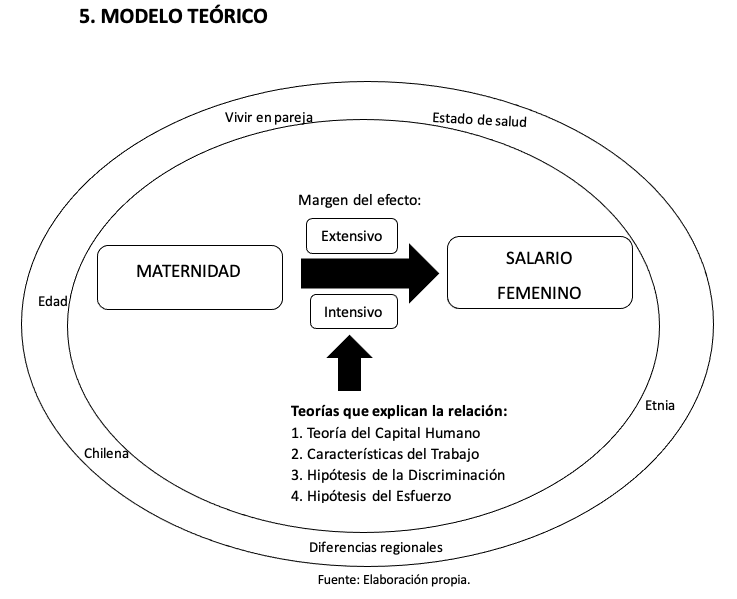 5. MODELO TEÓRICO
Vivir en pareja
Estado de salud
Margen del efecto:
Extensivo
MATERNIDAD
SALARIO
FEMENINO
Intensivo
Edad
Teorías que explican la relación:
1. Teoría del Capital Humano
2. Características del Trabajo
3. Hipótesis de la Discriminación
4. Hipótesis del Esfuerzo
Etnia
Chilena
Diferencias regionales
Fuente: Elaboración propia.